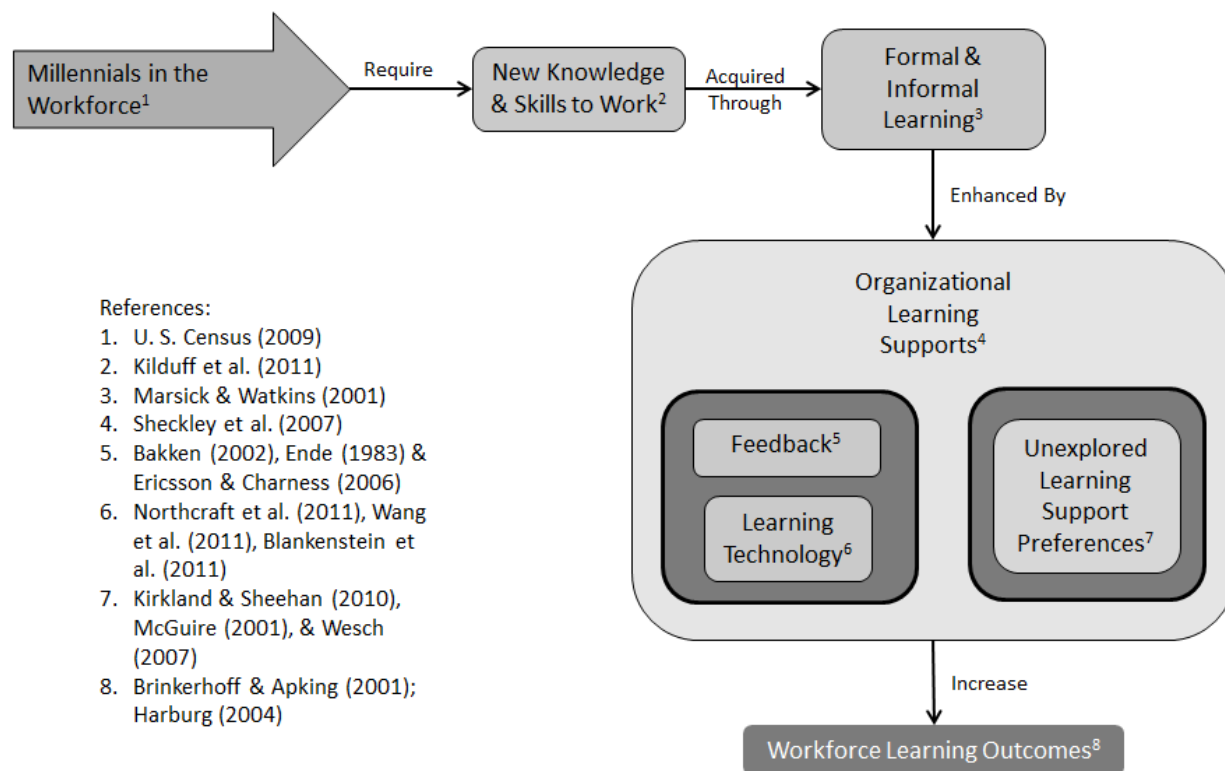 Millennials in the
Workforce¹
Require
New Knowledge
& Skills to Work²
Acquired
Through
Formal &
Informal
Learning³
Enhanced By
Organizational
Learning
Supports⁴
Feedback⁵
Learning
Technology⁶
Unexplored
Learning
Support
Preferences⁷
Increase
Workforce Learning Outcomes⁸
References:
1. U. S. Census (2009)
2. Kilduff et al. (2011)
3. Marsick & Watkins (2001)
4. Sheckley et al. (2007)
5. Bakken (2002), Ende (1983) &
Ericsson & Charness (2006)
6. Northcraft et al. (2011), Wang
et al. (2011), Blankenstein et
al. (2011)
7. Kirkland & Sheehan (2010),
McGuire (2001), & Wesch
(2007)
8. Brinkerhoff & Apking (2001);
Harburg (2004)